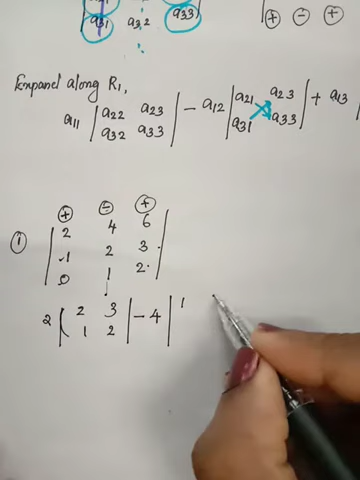 a31 a32 a33
⊕ ⊖ ⊕
Expand along R1,
a11 | a22 a23 | - a12 | a21 a23 | + a13 |
a32 a33 | a31 a33 |
⊕ ⊖ ⊕
① | 2 4 6 |
1 2 3
0 1 2
2 | 2 3 | - 4 | 1
1 2